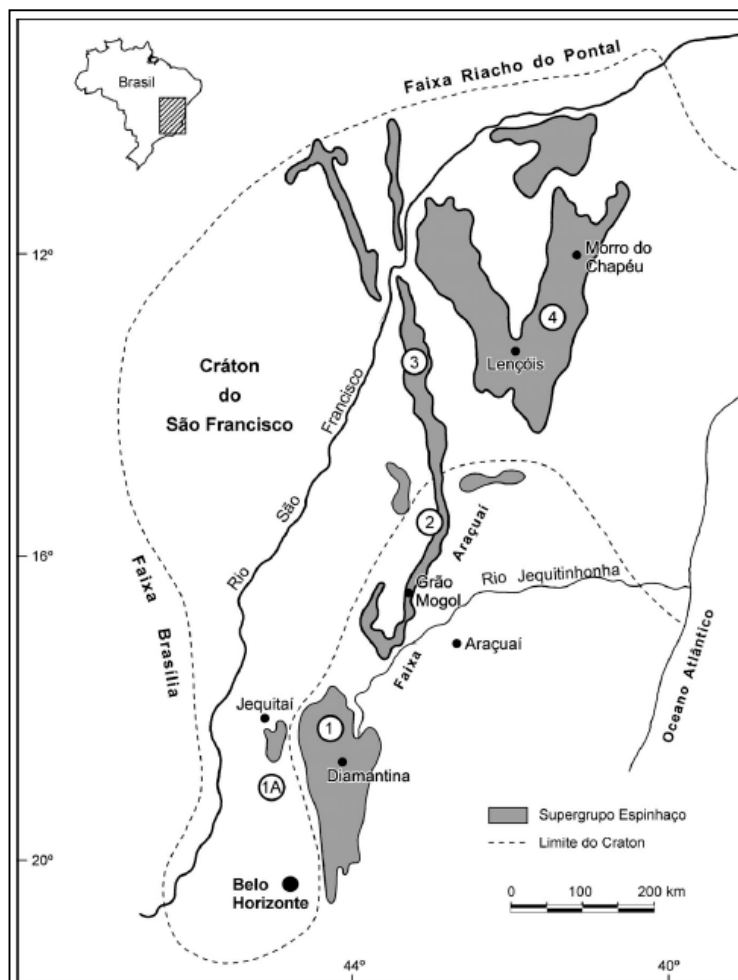 Brasil
Faixa Riacho do Pontal
12º
Morro do
Chapéu
4
Lençóis
3
Cráton
do
São Francisco
Rio São Francisco
2
16º
Grão
Mogol
Faixa Araçuaí
Rio Jequitinhonha
Araçuaí
Oceano Atlântico
Faixa Brasília
Jequitaí
1
Diamantina
1A
Supergrupo Espinhaço
Limite do Craton
20º
Belo
Horizonte
0 100 200 km
44º 40º